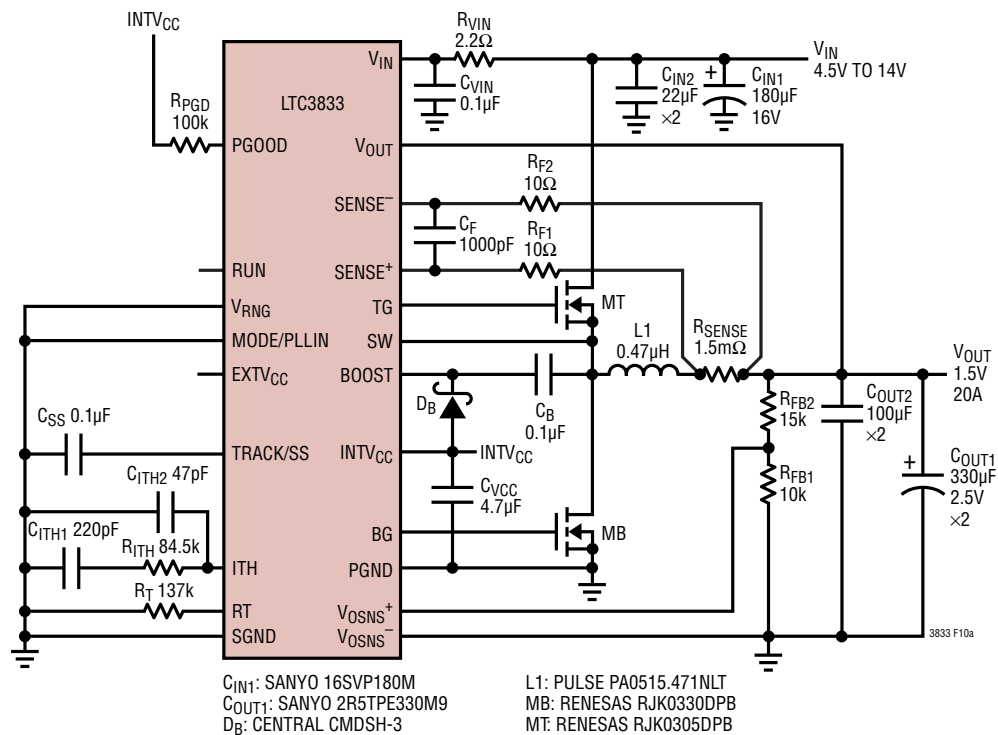 INTVCC
RPGD
100k
PGOOD
LTC3833
VIN
RVIN
2.2Ω
CVIN
0.1µF
CIN2
22µF
×2
+
CIN1
180µF
16V
VIN
4.5V TO 14V
VOUT
RF2
10Ω
SENSE–
CF
1000pF
RF1
10Ω
SENSE+
RUN
VRNG
TG
MT
MODE/PLLIN
SW
L1
0.47µH
RSENSE
1.5mΩ
VOUT
1.5V
20A
EXTVCC
BOOST
DB
CB
0.1µF
RFB2
15k
COUT2
100µF
×2
CSS 0.1µF
TRACK/SS
INTVCC
INTVCC
RFB1
10k
+
COUT1
330µF
2.5V
×2
CITH2 47pF
CVCC
4.7µF
CITH1 220pF
RITH 84.5k
BG
MB
ITH
PGND
RT 137k
RT
VOSNS+
SGND
VOSNS–
3833 F10a
CIN1: SANYO 16SVP180M
COUT1: SANYO 2R5TPE330M9
DB: CENTRAL CMDSH-3
L1: PULSE PA0515.471NLT
MB: RENESAS RJK0330DPB
MT: RENESAS RJK0305DPB